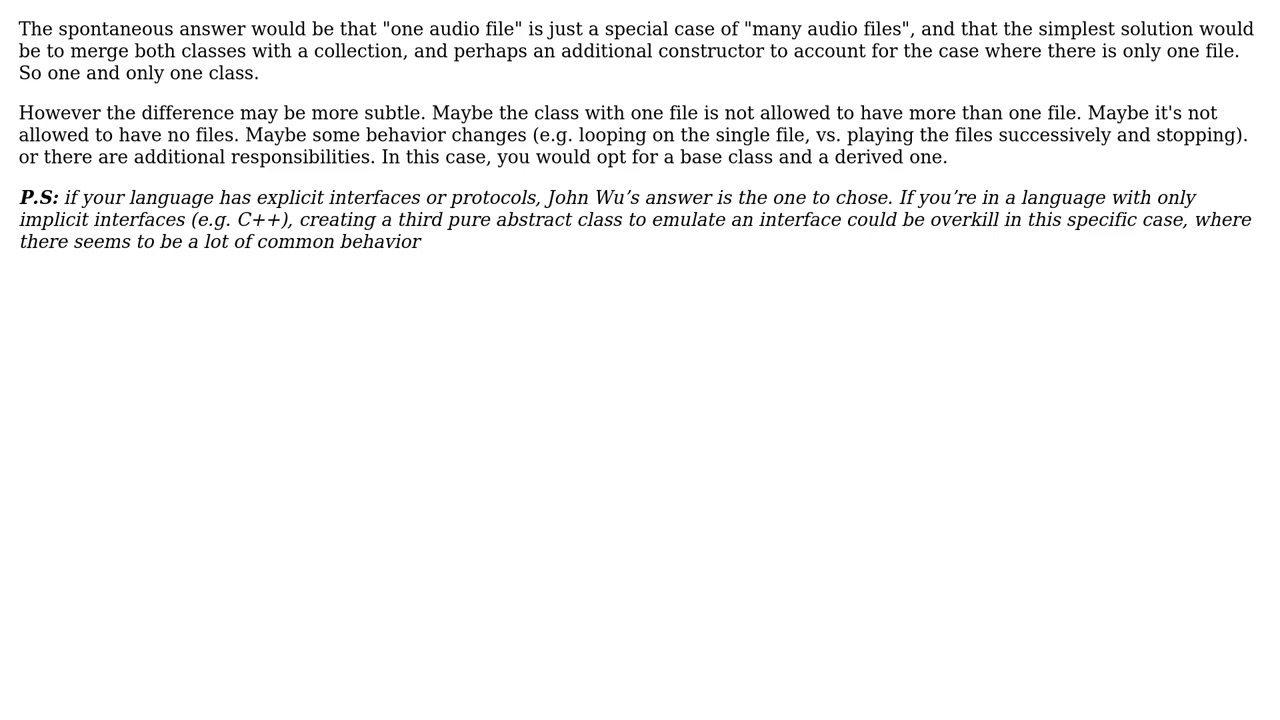 The spontaneous answer would be that "one audio file" is just a special case of "many audio files", and that the simplest solution would
be to merge both classes with a collection, and perhaps an additional constructor to account for the case where there is only one file.
So one and only one class.
However the difference may be more subtle. Maybe the class with one file is not allowed to have more than one file. Maybe it's not
allowed to have no files. Maybe some behavior changes (e.g. looping on the single file, vs. playing the files successively and stopping).
or there are additional responsibilities. In this case, you would opt for a base class and a derived one.
P.S: if your language has explicit interfaces or protocols, John Wu’s answer is the one to chose. If you’re in a language with only
implicit interfaces (e.g. C++), creating a third pure abstract class to emulate an interface could be overkill in this specific case, where
there seems to be a lot of common behavior